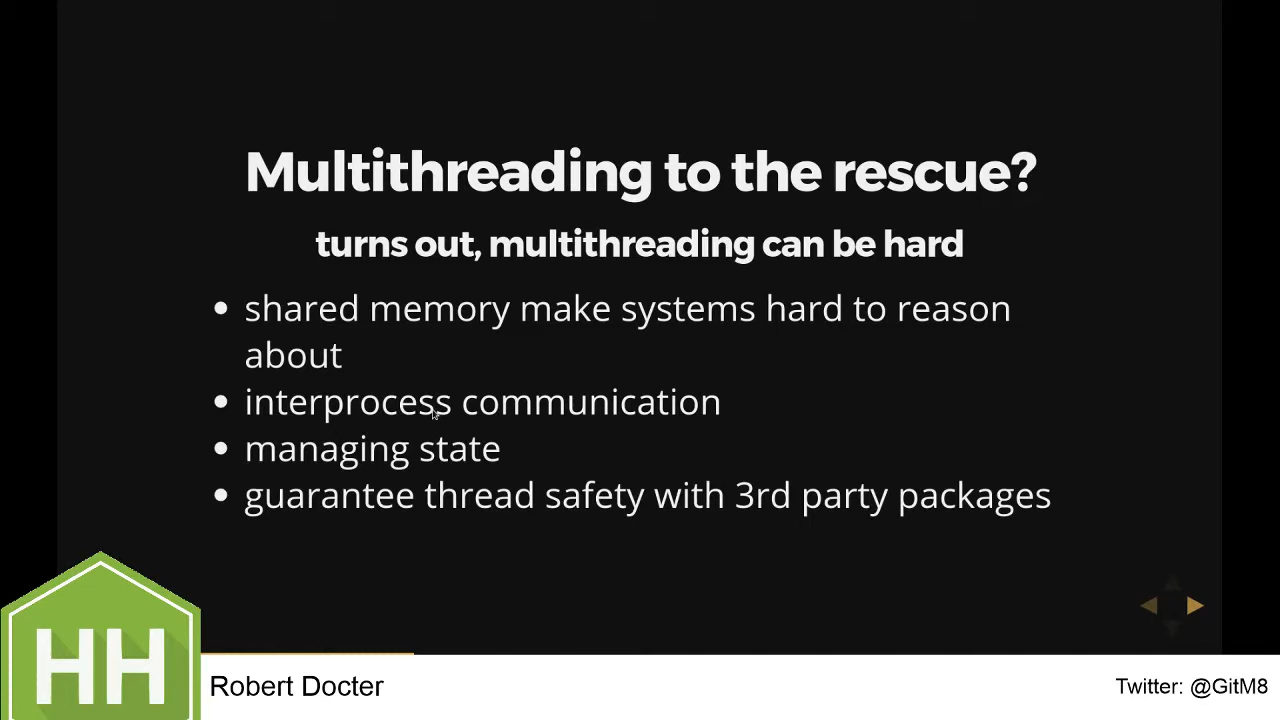 Multithreading to the rescue?
turns out, multithreading can be hard
• shared memory make systems hard to reason
about
• interprocess communication
• managing state
• guarantee thread safety with 3rd party packages
HH
Robert Docter
Twitter: @GitM8